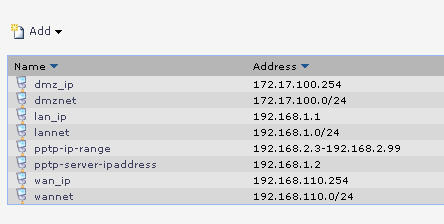 Add
Name Address
dmz_ip 172.17.100.254
dmznet 172.17.100.0/24
lan_ip 192.168.1.1
lannet 192.168.1.0/24
pptp-ip-range 192.168.2.3-192.168.2.99
pptp-server-ipaddress 192.168.1.2
wan_ip 192.168.110.254
wannet 192.168.110.0/24